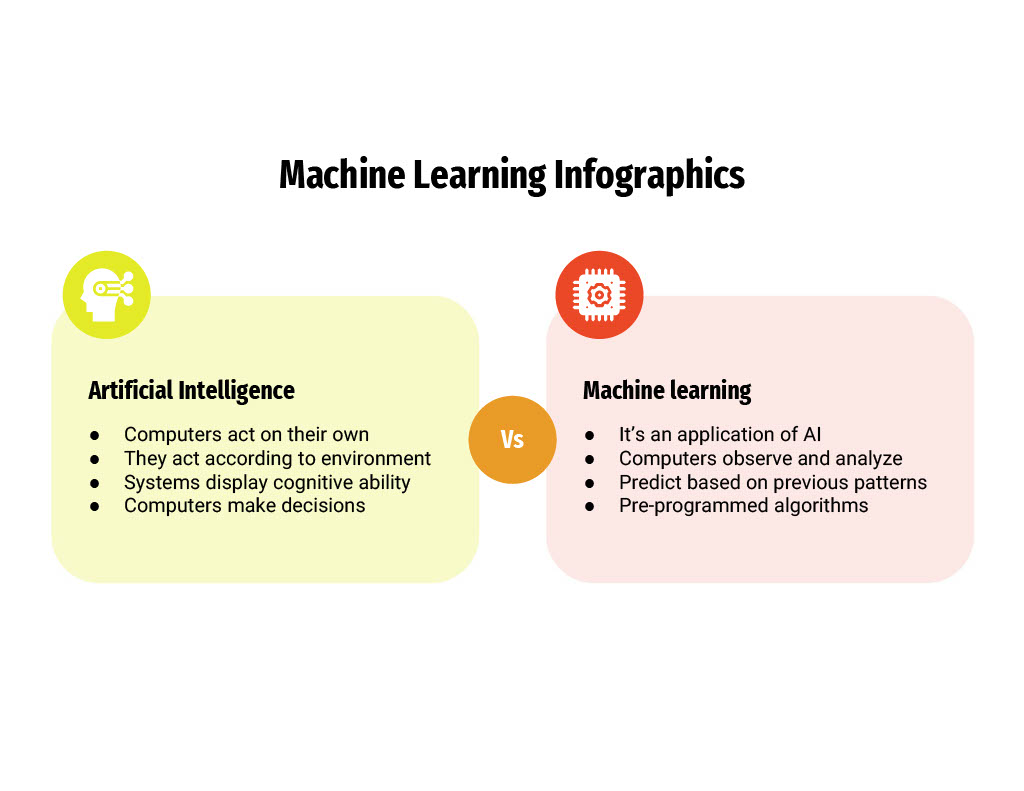 Machine Learning Infographics
Artificial Intelligence
● Computers act on their own
● They act according to environment
● Systems display cognitive ability
● Computers make decisions
Vs
Machine learning
● It’s an application of AI
● Computers observe and analyze
● Predict based on previous patterns
● Pre-programmed algorithms